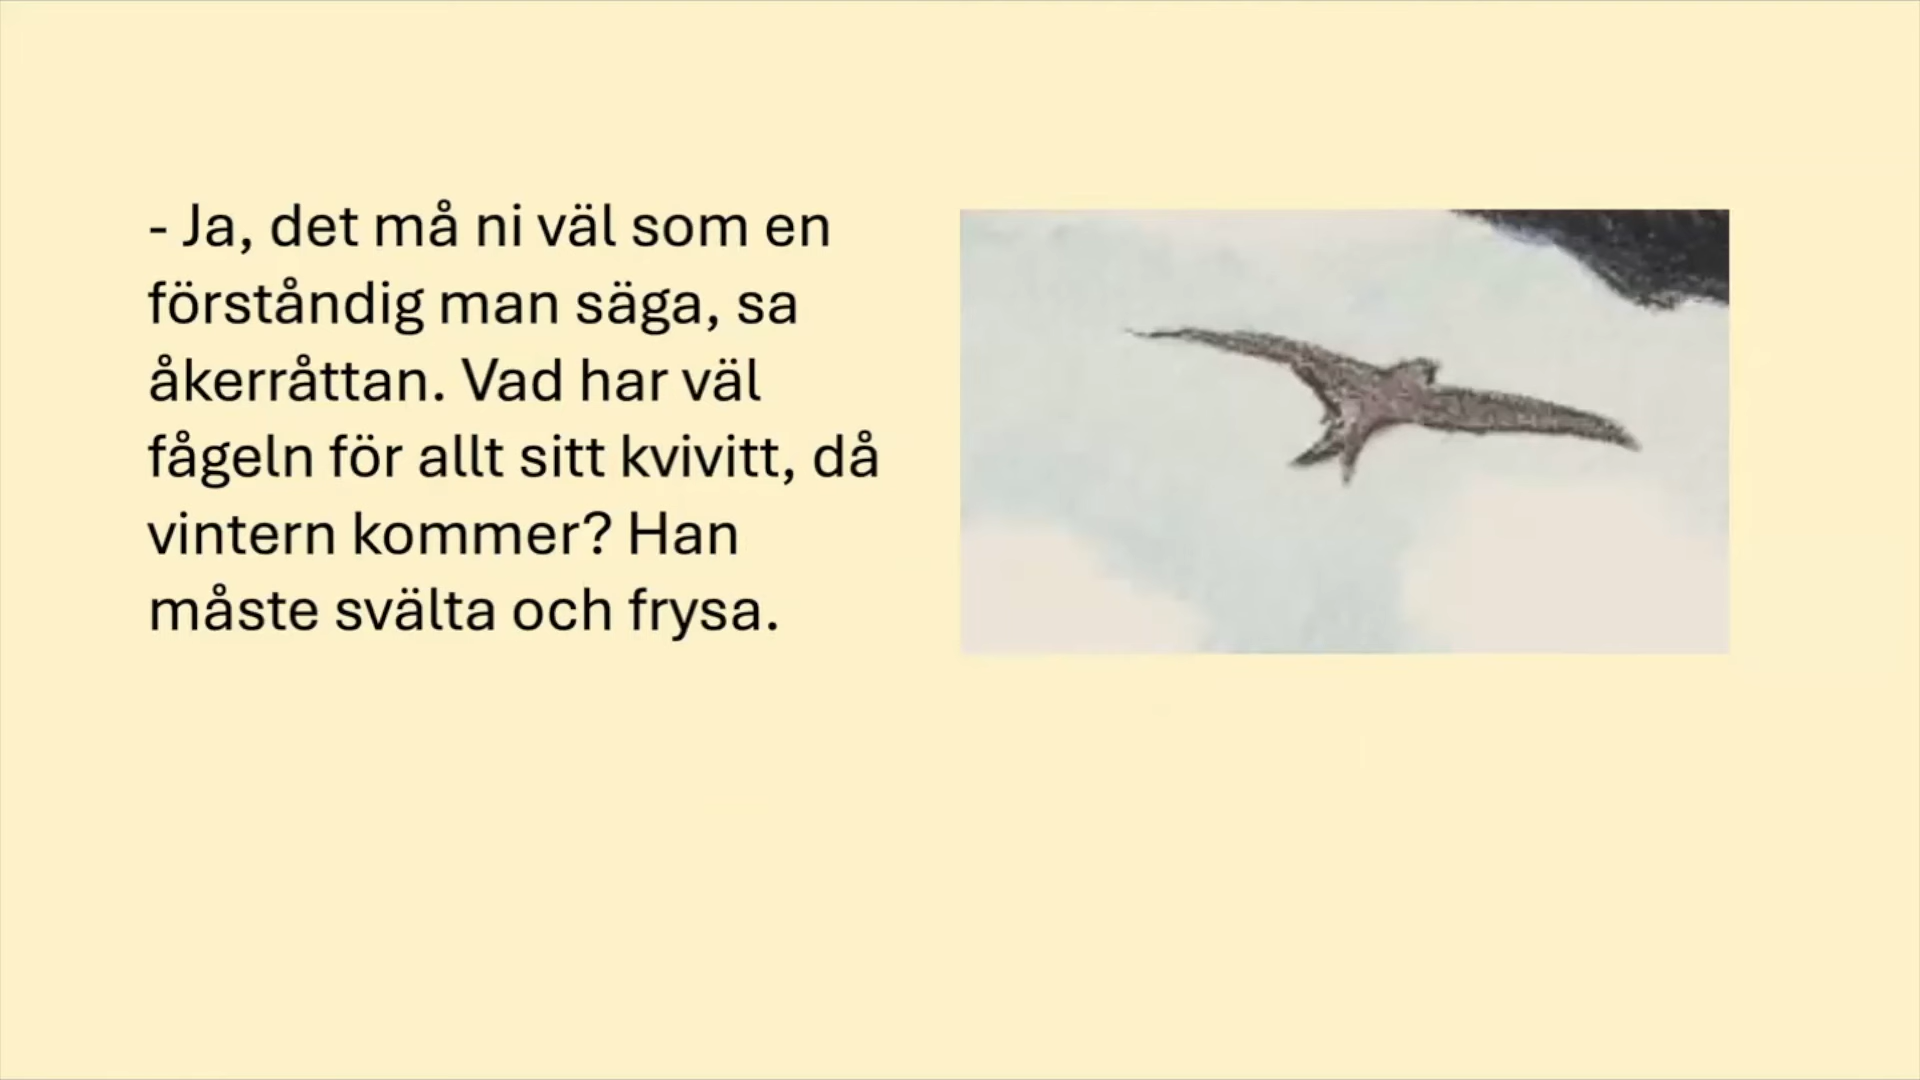 - Ja, det må ni väl som en
förståndig man säga, sa
åkerråttan. Vad har väl
fågeln för allt sitt kvivitt, då
vintern kommer? Han
måste svälta och frysa.